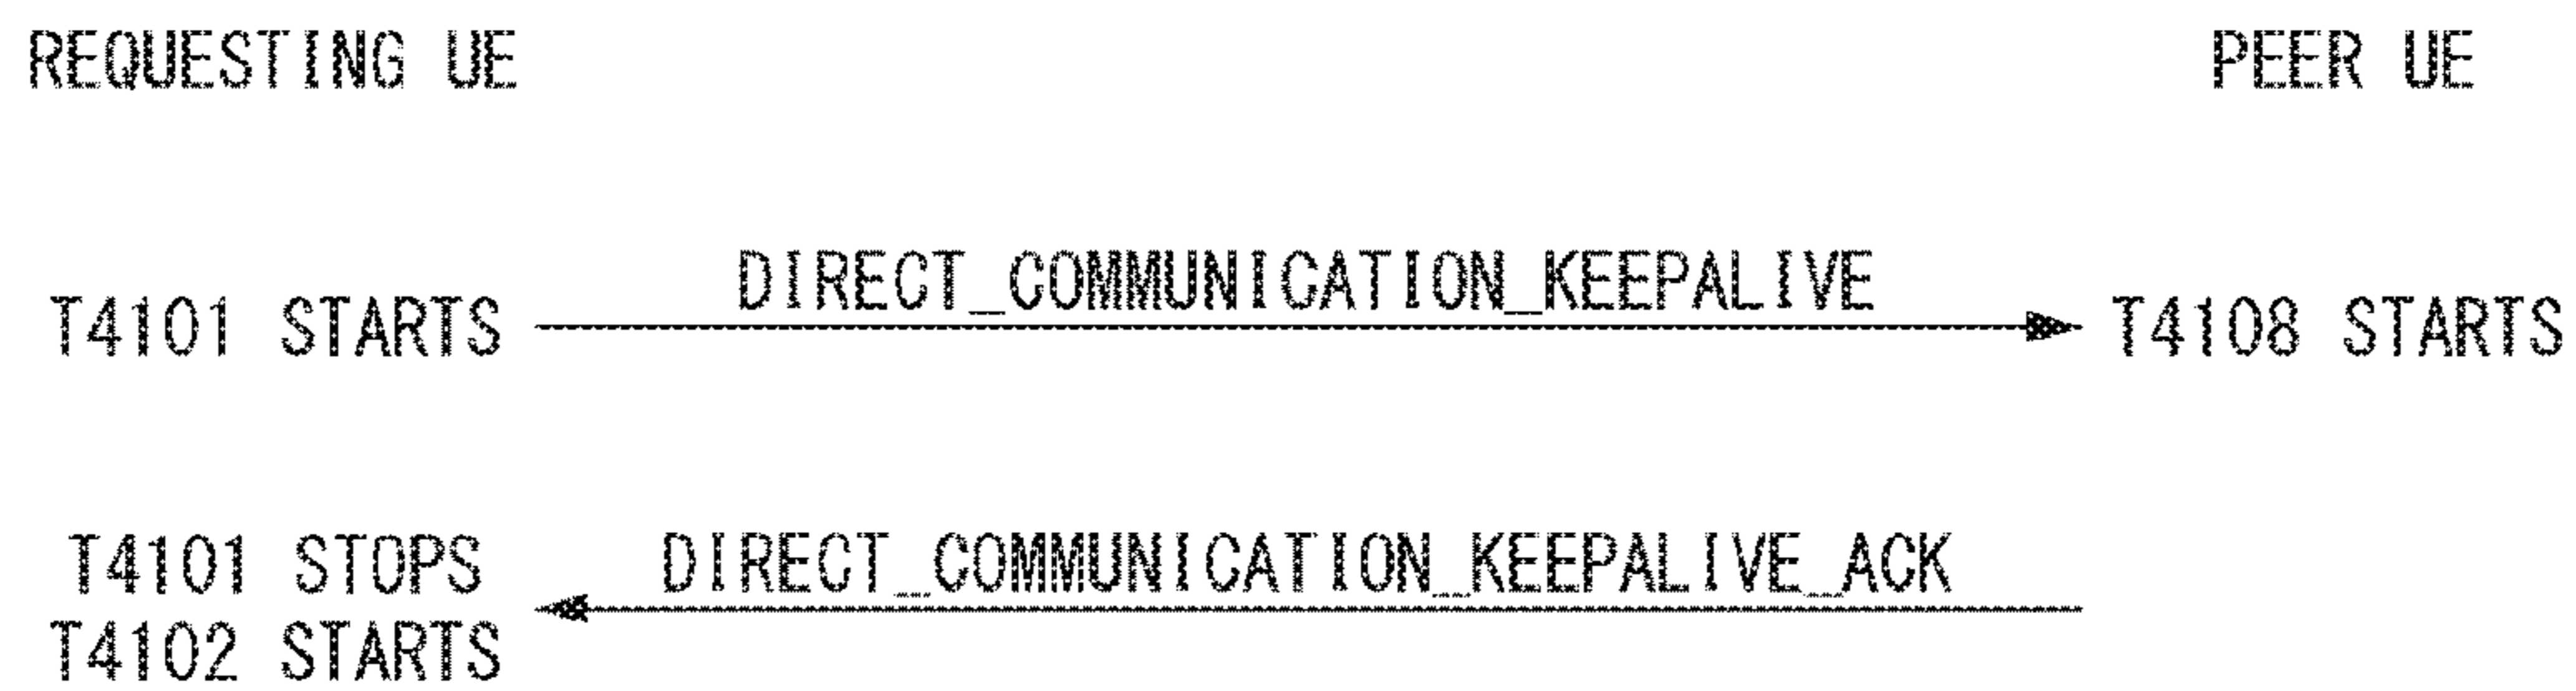 REQUESTING UE
PEER UE
DIRECT_COMMUNICATION_KEEPALIVE
T4101 STARTS
T4108 STARTS
T4101 STOPS
DIRECT_COMMUNICATION_KEEPALIVE_ACK
T4102 STARTS